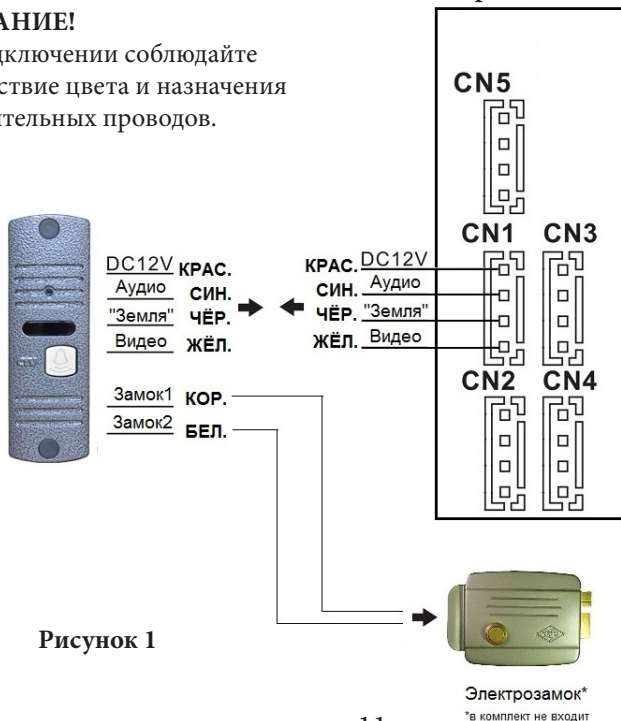 АНИЕ!
дключении соблюдайте
ствие цвета и назначения
ительных проводов.
CN5
CN1 CN3
DC12V КРАС.
Аудио СИН.
"Земля" ЧЁР.
Видео ЖЁЛ.
КРАС. DC12V
СИН. Аудио
ЧЁР. "Земля"
ЖЁЛ. Видео
CN2 CN4
Замок1 КОР.
Замок2 БЕЛ.
Рисунок 1
Электрозамок*
*в комплект не входит